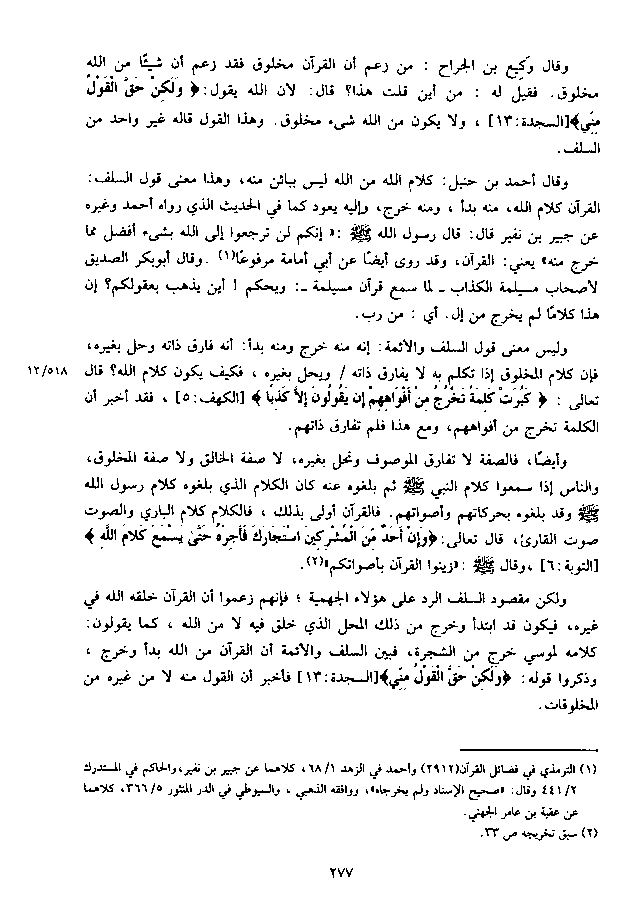 وقال وَكِيع بن الجراح : من زعم أن القرآن مخلوق فقد زعم أن شيئًا من الله
مخلوق. فقيل له : من أين قلت هذا؟ قال: لأن الله يقول:﴿ وَلَكِنْ حَقَّ الْقَوْلُ
مِنِّي﴾[السجدة:١٣] ، ولا يكون من الله شىء مخلوق. وهذا القول قاله غير واحد من
السلف.
وقال أحمد بن حنبل: كلام الله من الله ليس ببائن منه، وهذا معنى قول السلف:
القرآن كلام الله، منه بدأ ، ومنه خرج، وإليه يعود كما في الحديث الذي رواه أحمد وغيره
عن جبير بن نفير قال: قال رسول الله ﷺ :« إنكم لن ترجعوا إلى الله بشىء أفضل مما
خرج منه» يعني: القرآن، وقد روى أيضًا عن أبي أمامة مرفوعًا(١) .وقال أبوبكر الصديق
لأصحاب مسيلمة الكذاب ـ لما سمع قرآن مسيلمة ـ: ويحكم ! أين يذهب بعقولكم؟ إن
هذا كلامًا لم يخرج من إل. أي : من رب.
وليس معنى قول السلف والأئمة: إنه منه خرج ومنه بدأ: أنه فارق ذاته وحل بغيره،
فإن كلام المخلوق إذا تكلم به لا يفارق ذاته / ويحل بغيره ، فكيف يكون كلام الله؟ قال ١٢/٥١٨
تعالى : ﴿ كَبُرَتْ كَلِمَةً تَخْرُجُ مِنْ أَفْوَاهِهِمْ إِن يَقُولُونَ إِلاَّ كَذِبًا ﴾ [الكهف:٥] ، فقد أخبر أن
الكلمة تخرج من أفواههم، ومع هذا فلم تفارق ذاتهم.
وأيضًا، فالصفة لا تفارق الموصوف وتحل بغيره، لا صفة الخالق ولا صفة المخلوق،
والناس إذا سمعوا كلام النبي ﷺ ثم بلغوه عنه كان الكلام الذي بلغوه كلام رسول الله
ﷺ وقد بلغوه بحركاتهم وأصواتهم. فالقرآن أولى بذلك ، فالكلام كلام الباري والصوت
صوت القارئ، قال تعالى: ﴿وَإِنْ أَحَدٌ مِّنَ الْمُشْرِكِينَ اسْتَجَارَكَ فَأَجِرْهُ حَتَّىٰ يَسْمَعَ كَلامَ اللَّهِ ﴾
[التوبة:٦] ،وقال ﷺ :«زينوا القرآن بأصواتكم»(٢).
ولكن مقصود السلف الرد على هؤلاء الجهمية ؛ فإنهم زعموا أن القرآن خلقه الله في
غيره، فيكون قد ابتدأ وخرج من ذلك المحل الذي خلق فيه لا من الله ، كما يقولون:
كلامه لموسي خرج من الشجرة، فبين السلف والأئمة أن القرآن من الله بدأ وخرج ،
وذكروا قوله: ﴿وَلَكِنْ حَقَّ الْقَوْلُ مِنِّي﴾[السجدة:١٣] فأخبر أن القول منه لا من غيره من
المخلوقات.
(١) الترمذي في فضائل القرآن(٢٩١٢) وأحمد في الزهد ٦٨/١، كلاهما عن جبير بن نفير،والحاكم في المستدرك
٤٤١/٢ وقال: «صحيح الإسناد ولم يخرجاه»، ووافقه الذهبي ، والسيوطي في الدر المنثور ٣٦٦/٥، كلاهما
عن عقبة بن عامر الجهني.
(٢) سبق تخريجه ص ٣٣.
٢٧٧